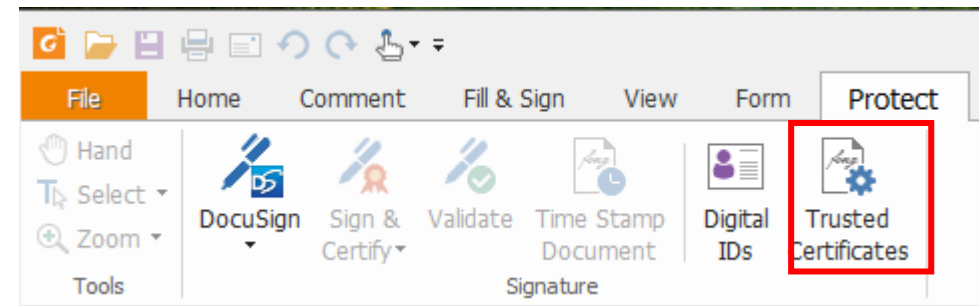 File Home Comment Fill & Sign View Form Protect
Hand
Select
Zoom
Tools
DocuSign
DS
Sign &
Certify
Validate
Time Stamp
Document
Digital
IDs
Trusted
Certificates
Signature